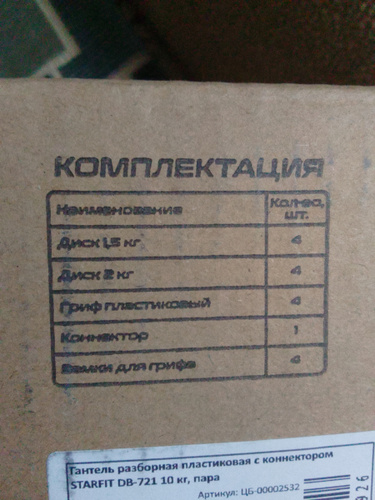 КОМПЛЕКТАЦИЯ
Наименование Кол-во, шт.
Диск 1,5 кг 4
Диск 2 кг 4
Гриф пластиковый 4
Коннектор 1
Замки для грифа 4
Гантель разборная пластиковая с коннектором
STARFIT DB-721 10 кг, пара
Артикул: ЦБ-00002532
926